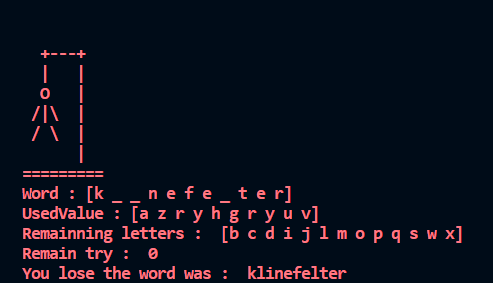 +---+
|   |
O   |
/|\  |
/ \  |
|
=========
Word : [k _ _ n e f e _ t e r]
UsedValue : [a z r y h g r y u v]
Remainning letters :  [b c d i j l m o p q s w x]
Remain try :  0
You lose the word was :  klinefelter